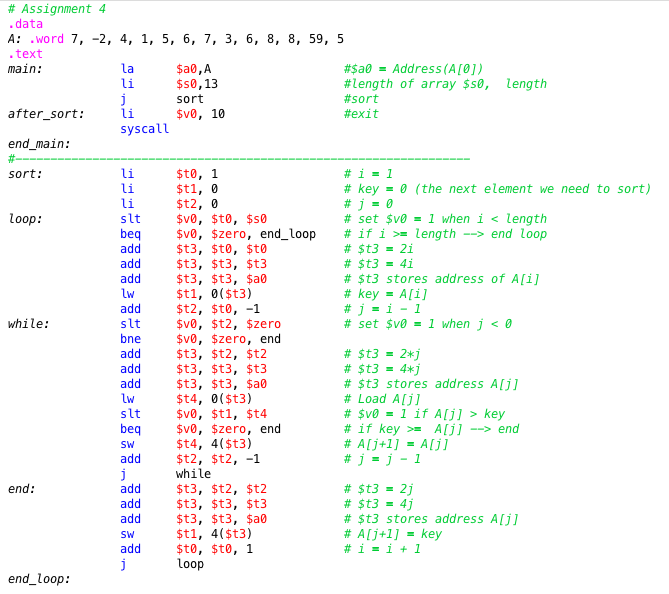 # Assignment 4
.data
A: .word 7, -2, 4, 1, 5, 6, 7, 3, 6, 8, 8, 59, 5
.text
main: la $a0,A #$a0 = Address(A[0])
li $s0,13 #length of array $s0, length
j sort #sort
after_sort: li $v0, 10 #exit
syscall
end_main:
#-----------------------------------------------------------------
sort: li $t0, 1 # i = 1
li $t1, 0 # key = 0 (the next element we need to sort)
li $t2, 0 # j = 0
loop: slt $v0, $t0, $s0 # set $v0 = 1 when i < length
beq $v0, $zero, end_loop # if i >= length --> end loop
add $t3, $t0, $t0 # $t3 = 2i
add $t3, $t3, $t3 # $t3 = 4i
add $t3, $t3, $a0 # $t3 stores address of A[i]
lw $t1, 0($t3) # key = A[i]
add $t2, $t0, -1 # j = i - 1
while: slt $v0, $t2, $zero # set $v0 = 1 when j < 0
bne $v0, $zero, end
add $t3, $t2, $t2 # $t3 = 2*j
add $t3, $t3, $t3 # $t3 = 4*j
add $t3, $t3, $a0 # $t3 stores address A[j]
lw $t4, 0($t3) # Load A[j]
slt $v0, $t1, $t4 # $v0 = 1 if A[j] > key
beq $v0, $zero, end # if key >= A[j] --> end
sw $t4, 4($t3) # A[j+1] = A[j]
add $t2, $t2, -1 # j = j - 1
j while
end: add $t3, $t2, $t2 # $t3 = 2j
add $t3, $t3, $t3 # $t3 = 4j
add $t3, $t3, $a0 # $t3 stores address A[j]
sw $t1, 4($t3) # A[j+1] = key
add $t0, $t0, 1 # i = i + 1
j loop
end_loop: